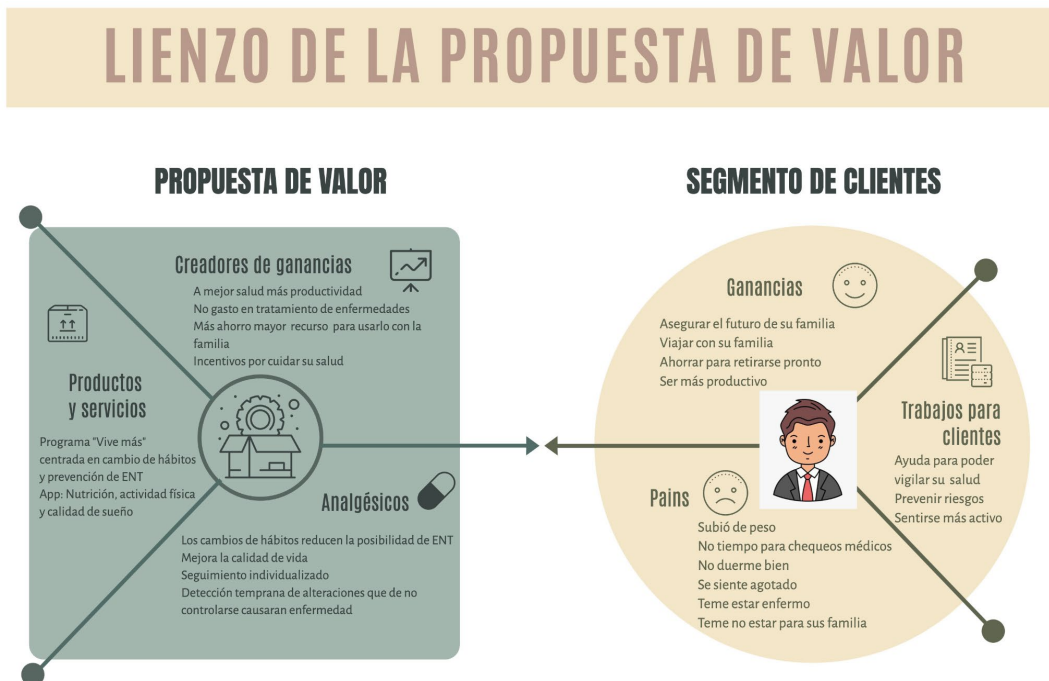 LIENZO DE LA PROPUESTA DE VALOR
PROPUESTA DE VALOR
Creadores de ganancias
A mejor salud más productividad
No gasto en tratamiento de enfermedades
Más ahorro mayor recurso para usarlo con la
familia
Incentivos por cuidar su salud
Productos
y servicios
Programa "Vive más"
centrada en cambio de hábitos
y prevención de ENT
App: Nutrición, actividad física
y calidad de sueño
Analgésicos
Los cambios de hábitos reducen la posibilidad de ENT
Mejora la calidad de vida
Seguimiento individualizado
Detección temprana de alteraciones que de no
controlarse causaran enfermedad
SEGMENTO DE CLIENTES
Ganancias
Asegurar el futuro de su familia
Viajar con su familia
Ahorrar para retirarse pronto
Ser más productivo
Trabajos para
clientes
Ayuda para poder
vigilar su salud
Prevenir riesgos
Sentirse más activo
Pains
Subió de peso
No tiempo para chequeos médicos
No duerme bien
Se siente agotado
Teme estar enfermo
Teme no estar para sus familia